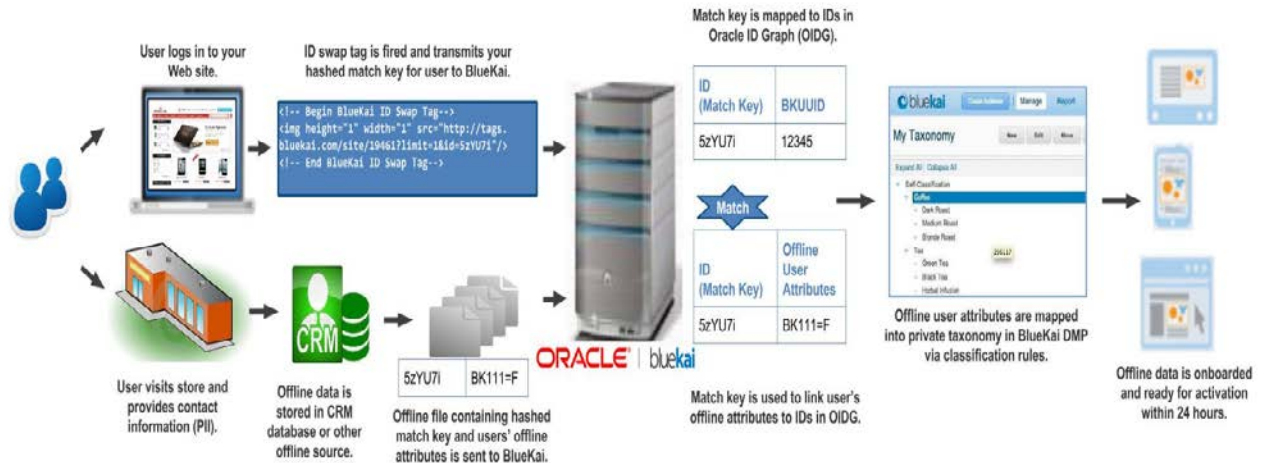 User logs in to your
Web site.
ID swap tag is fired and transmits your
hashed match key for user to BlueKai.
<!-- Begin BlueKai ID Swap Tag-->
<img height="1" width="1" src="http://tags.
bluekai.com/site/19461?limit=1&id=5zYU7i"/>
<!-- End BlueKai ID Swap Tag-->
Match key is mapped to IDs in
Oracle ID Graph (OIDG).
ID
(Match Key)
BKUUID
5zYU7i
12345
Match
ID
(Match Key)
Offline
User
Attributes
5zYU7i
BK111=F
Match key is used to link user's
offline attributes to IDs in OIDG.
bluekai
Manage
Report
My Taxonomy
New
Edit
Move
Expand All
Collapse All
Self-Classification
Coffee
Dark Roast
Medium Roast
Blonde Roast
Tea
Green Tea
Black Tea
Herbal Infusion
Offline user attributes are mapped
into private taxonomy in BlueKai DMP
via classification rules.
Offline data is onboarded
and ready for activation
within 24 hours.
User visits store and
provides contact
information (PII).
CRM
Offline data is
stored in CRM
database or other
offline source.
5zYU7i
BK111=F
Offline file containing hashed
match key and users' offline
attributes is sent to BlueKai.
ORACLE | bluekai